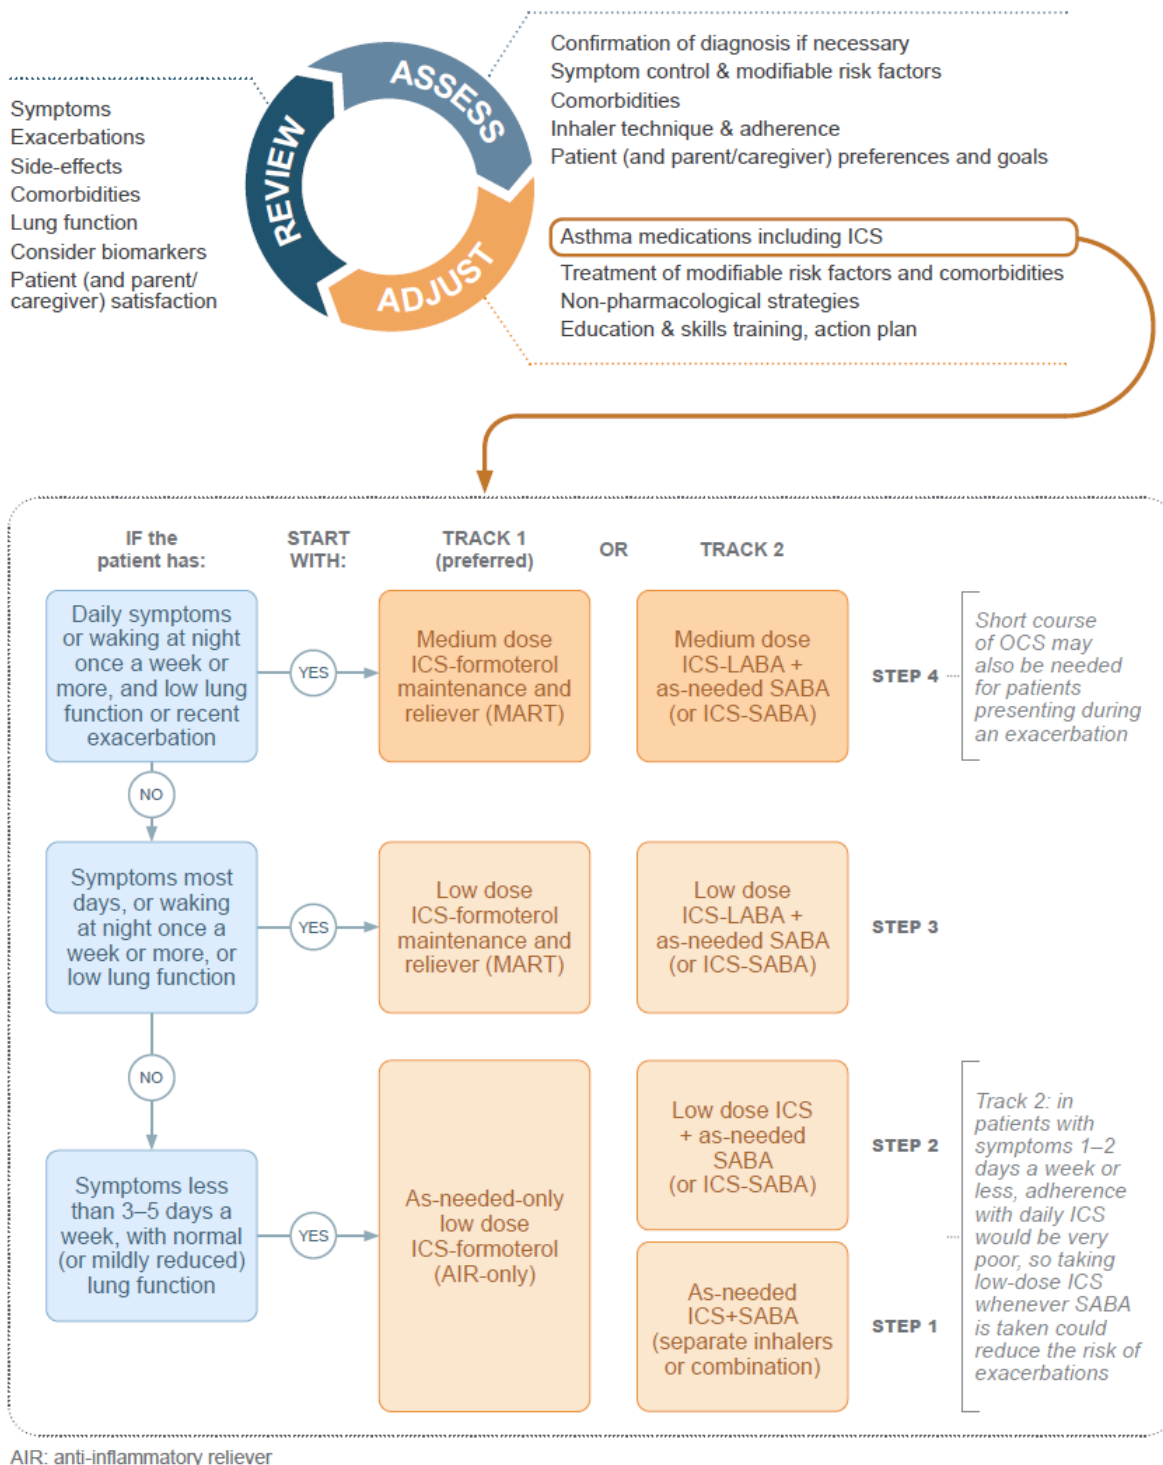 ASSESS
ADJUST
REVIEW
Confirmation of diagnosis if necessary
Symptom control & modifiable risk factors
Comorbidities
Inhaler technique & adherence
Patient (and parent/caregiver) preferences and goals
Symptoms
Exacerbations
Side-effects
Comorbidities
Lung function
Consider biomarkers
Patient (and parent/
caregiver) satisfaction
Asthma medications including ICS
Treatment of modifiable risk factors and comorbidities
Non-pharmacological strategies
Education & skills training, action plan
IF the
patient has:
START
WITH:
TRACK 1
(preferred)
OR
TRACK 2
Daily symptoms
or waking at night
once a week or
more, and low lung
function or recent
exacerbation
YES
Medium dose
ICS-formoterol
maintenance and
reliever (MART)
Medium dose
ICS-LABA +
as-needed SABA
(or ICS-SABA)
STEP 4
Short course
of OCS may
also be needed
for patients
presenting during
an exacerbation
NO
Symptoms most
days, or waking
at night once a
week or more, or
low lung function
YES
Low dose
ICS-formoterol
maintenance and
reliever (MART)
Low dose
ICS-LABA +
as-needed SABA
(or ICS-SABA)
STEP 3
NO
Symptoms less
than 3–5 days a
week, with normal
(or mildly reduced)
lung function
YES
As-needed-only
low dose
ICS-formoterol
(AIR-only)
Low dose ICS
+ as-needed
SABA
(or ICS-SABA)
STEP 2
As-needed
ICS+SABA
(separate inhalers
or combination)
STEP 1
Track 2: in
patients with
symptoms 1–2
days a week or
less, adherence
with daily ICS
would be very
poor, so taking
low-dose ICS
whenever SABA
is taken could
reduce the risk of
exacerbations
AIR: anti-inflammatory reliever